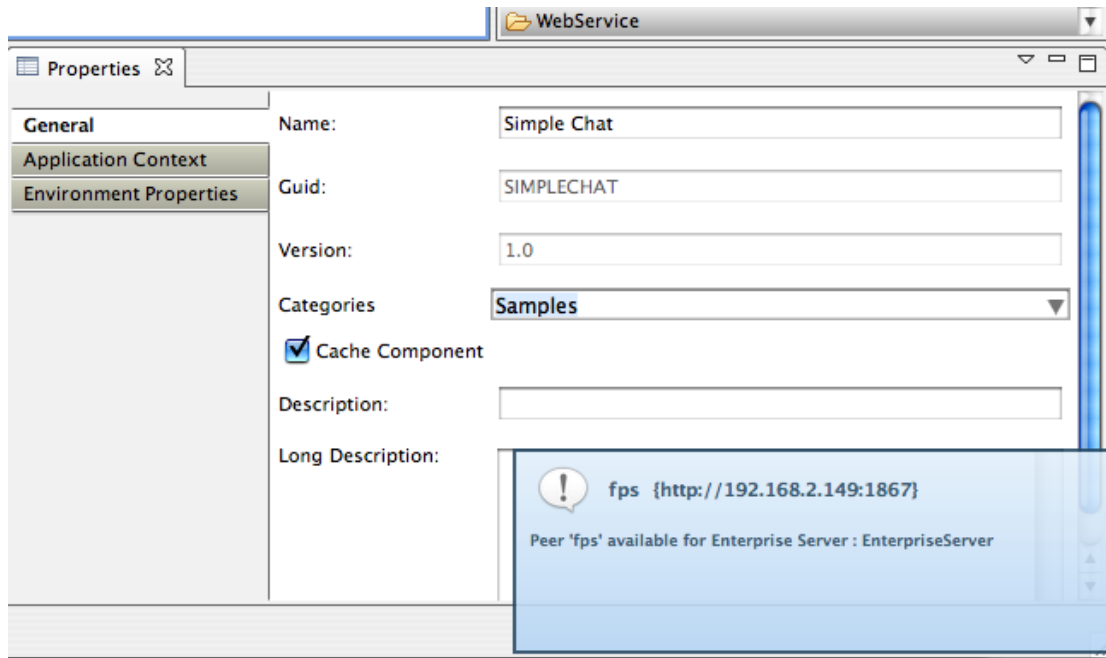 WebService
Properties
General
Application Context
Environment Properties
Name:
Simple Chat
Guid:
SIMPLECHAT
Version:
1.0
Categories
Samples
Cache Component
Description:
Long Description:
fps {http://192.168.2.149:1867}
Peer 'fps' available for Enterprise Server : EnterpriseServer